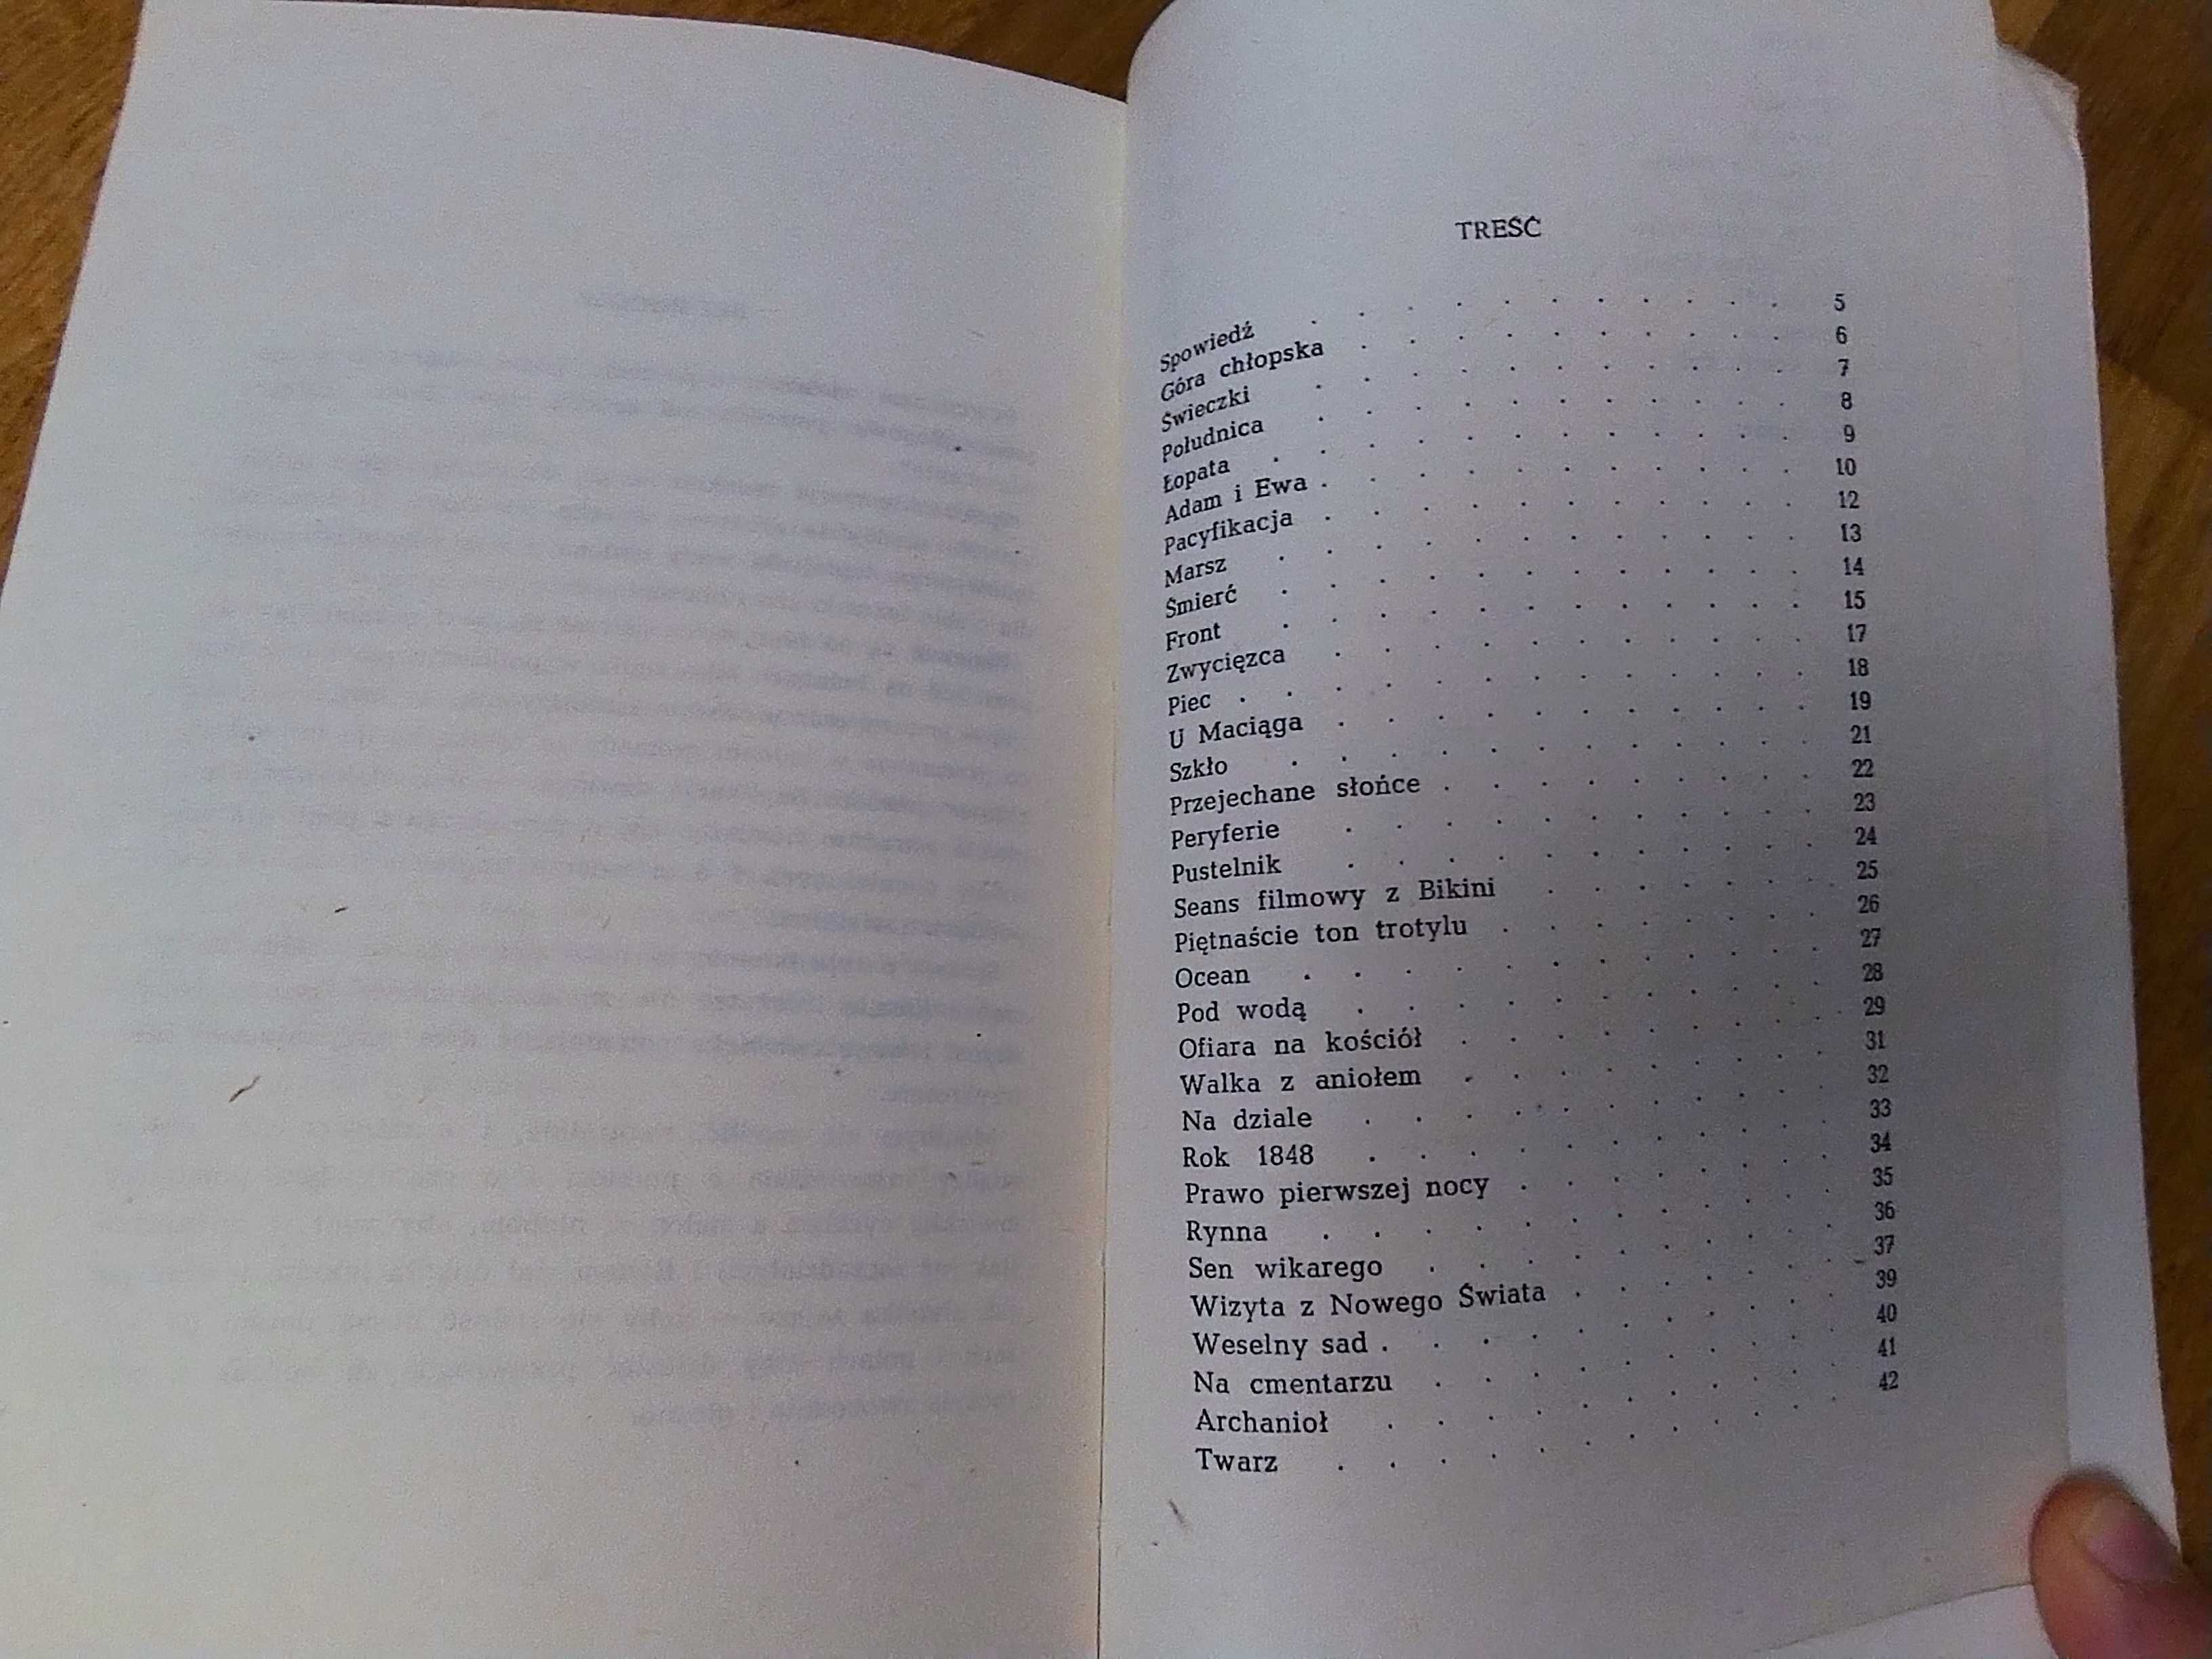 TREŚĆ
Spowiedź . . . . . . . . . . 5
Góra chłopska . . . . . . . . . 6
Świeczki . . . . . . . . . . 7
Południca . . . . . . . . . . 8
Łopata . . . . . . . . . . . 9
Adam i Ewa . . . . . . . . . . 10
Pacyfikacja . . . . . . . . . . 12
Marsz . . . . . . . . . . . 13
Śmierć . . . . . . . . . . . 14
Front . . . . . . . . . . . 15
Zwycięzca . . . . . . . . . . 17
Piec . . . . . . . . . . . . 18
U Maciąga . . . . . . . . . . 19
Szkło . . . . . . . . . . . 21
Przejechane słońce . . . . . . . . 22
Peryferie . . . . . . . . . . 23
Pustelnik . . . . . . . . . . 24
Seans filmowy z Bikini . . . . . . 25
Piętnaście ton trotylu . . . . . . . 26
Ocean . . . . . . . . . . . 27
Pod wodą . . . . . . . . . . 28
Ofiara na kościół . . . . . . . . 29
Walka z aniołem . . . . . . . . 31
Na dziale . . . . . . . . . . 32
Rok 1848 . . . . . . . . . . 33
Prawo pierwszej nocy . . . . . . . 34
Rynna . . . . . . . . . . . 35
Sen wikarego . . . . . . . . . 36
Wizyta z Nowego Świata . . . . . . 37
Weselny sad . . . . . . . . . . 39
Na cmentarzu . . . . . . . . . 40
Archanioł . . . . . . . . . . 41
Twarz . . . . . . . . . . . 42